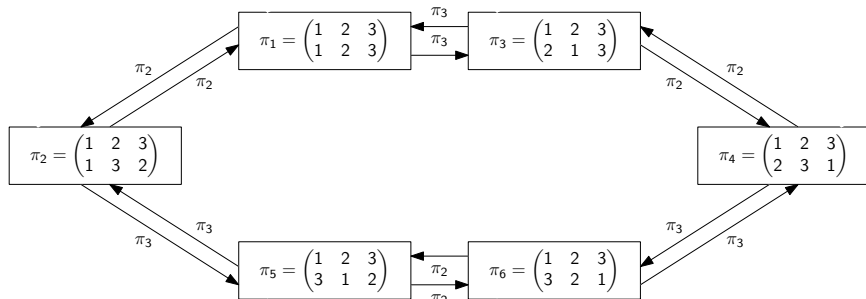 π3
π1 = (1 2 3
1 2 3)
π3 = (1 2 3
2 1 3)
π3
π2
π2
π2
π2
π2 = (1 2 3
1 3 2)
π4 = (1 2 3
2 3 1)
π3
π3
π3
π3
π5 = (1 2 3
3 1 2)
π2
π6 = (1 2 3
3 2 1)
π2